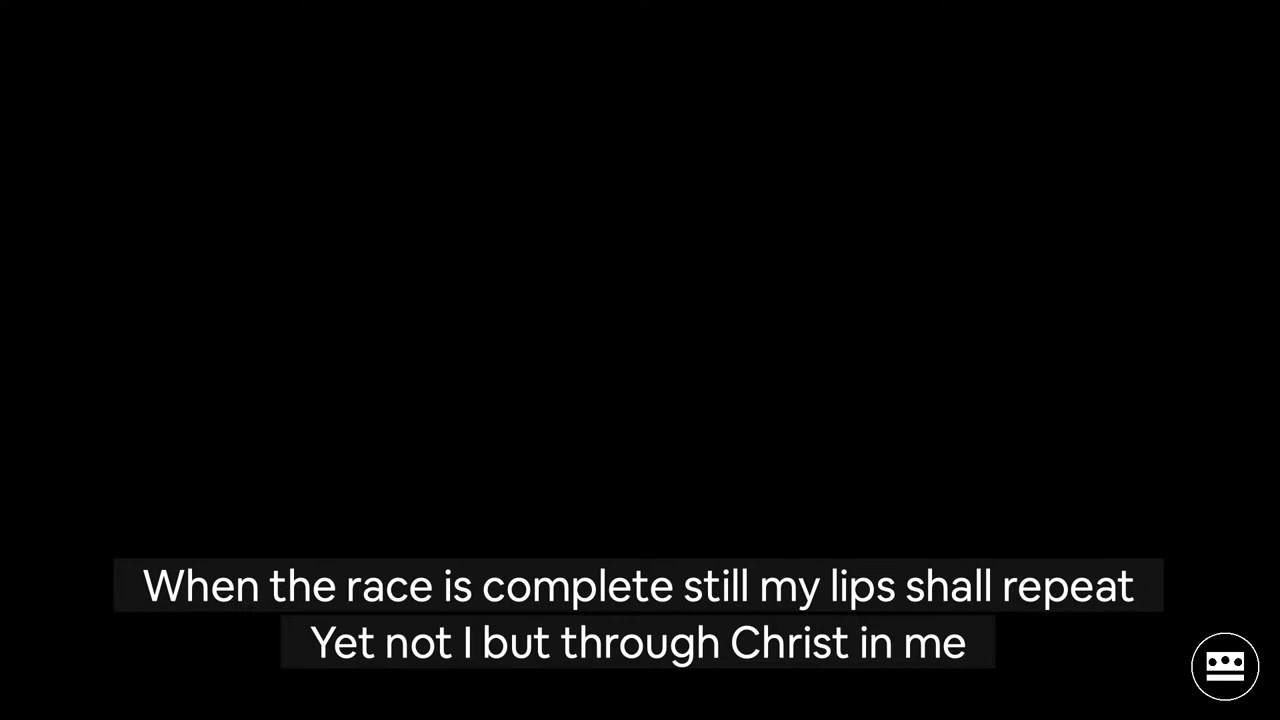 When the race is complete still my lips shall repeat
Yet not I but through Christ in me